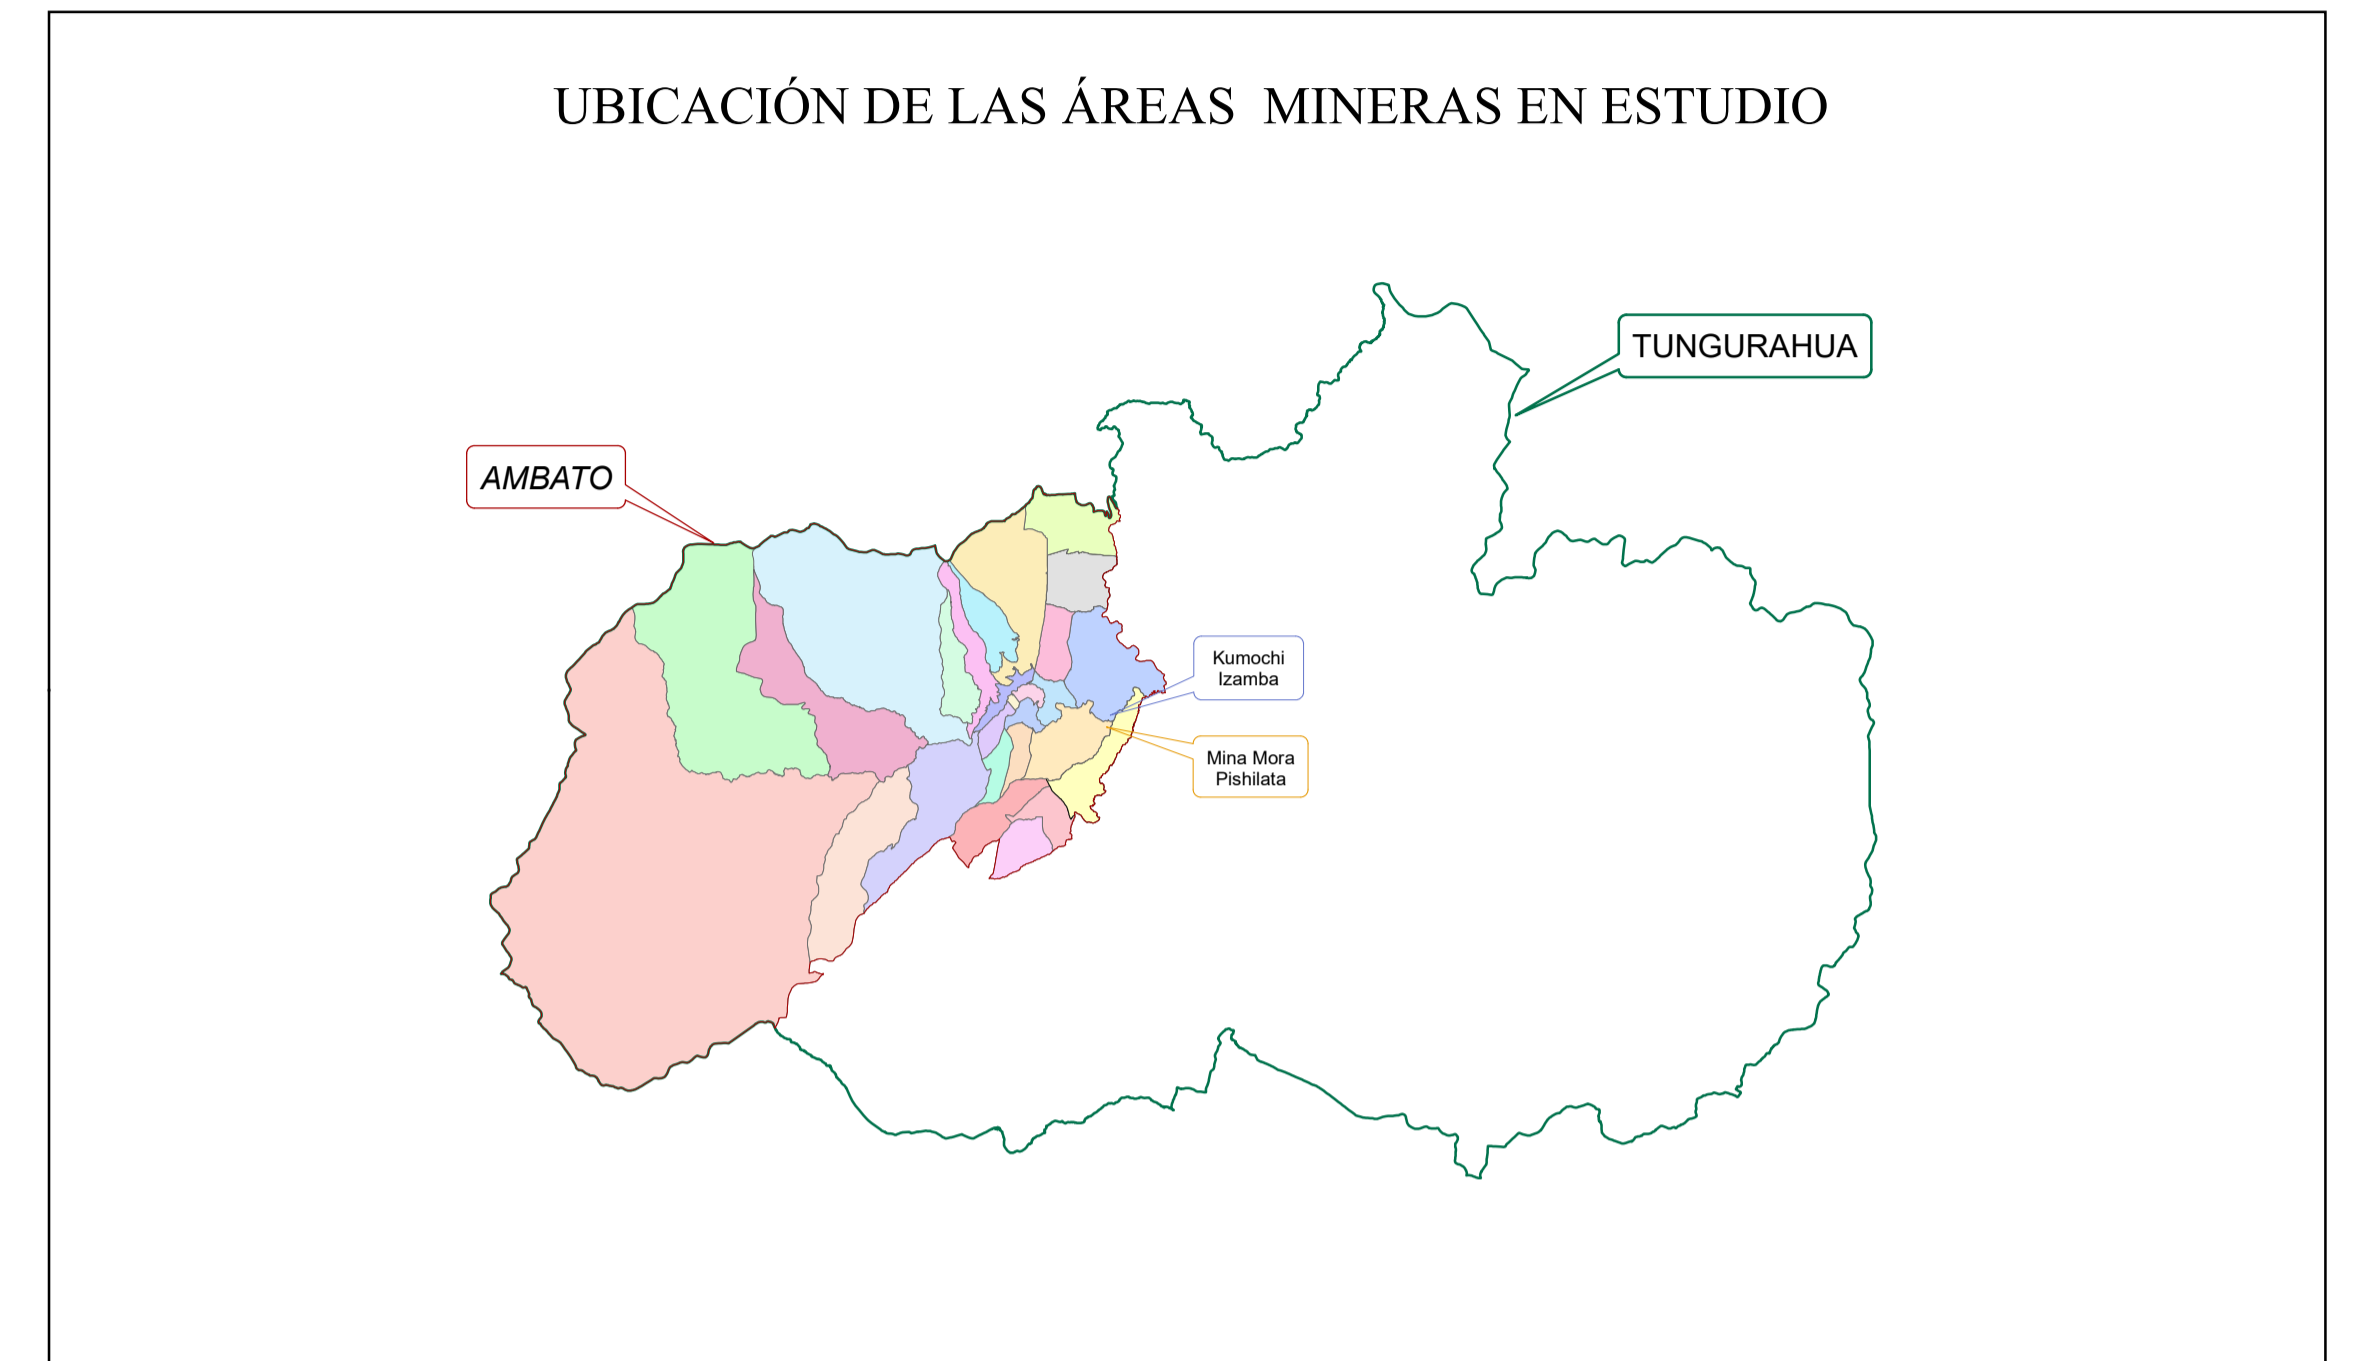 UBICACIÓN DE LAS ÁREAS MINERAS EN ESTUDIO
TUNGURAHUA
AMBATO
Kumochi
Izamba
Mina Mora
Pishilata